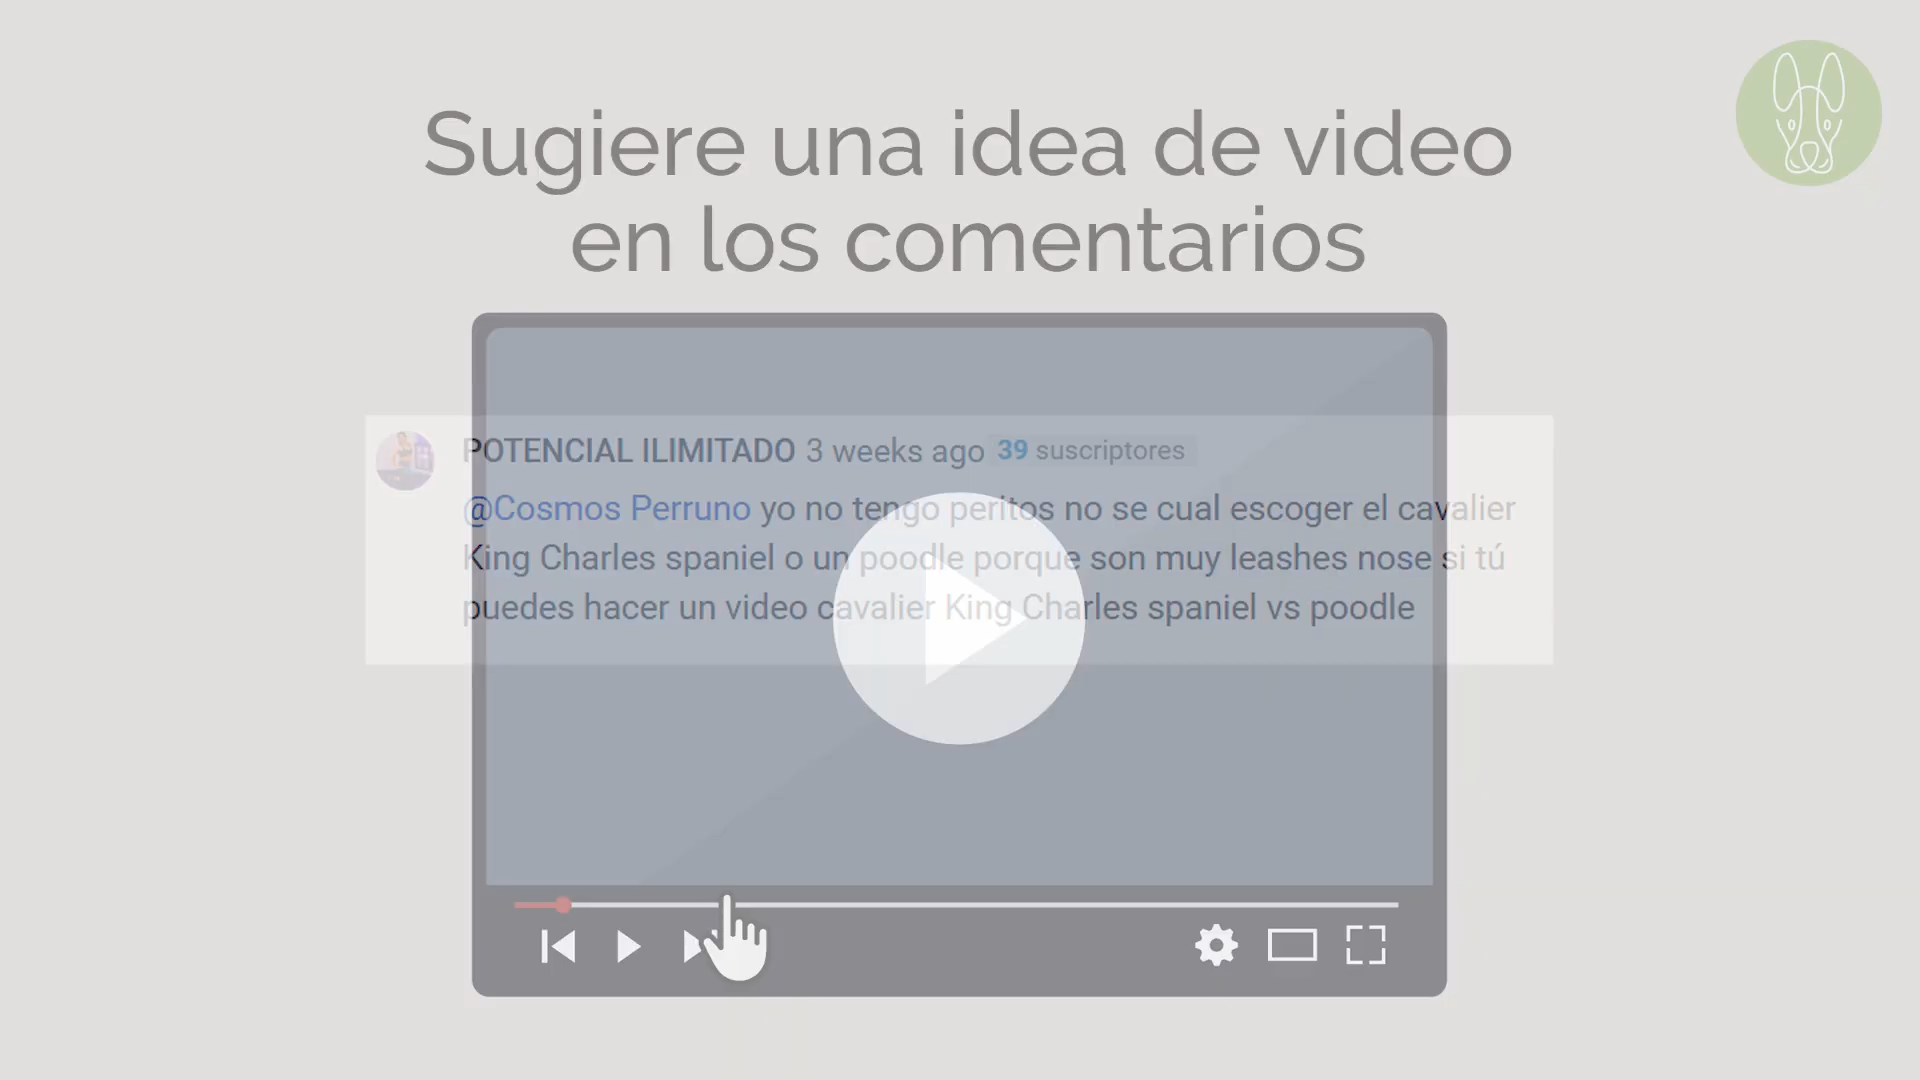 Sugiere una idea de video
en los comentarios
POTENCIAL ILIMITADO 3 weeks ago 39 suscriptores
@Cosmos Perruno yo no tengo peritos no se cual escoger el cavalier
King Charles spaniel o un poodle porque son muy leashes nose si tú
puedes hacer un video cavalier King Charles spaniel vs poodle